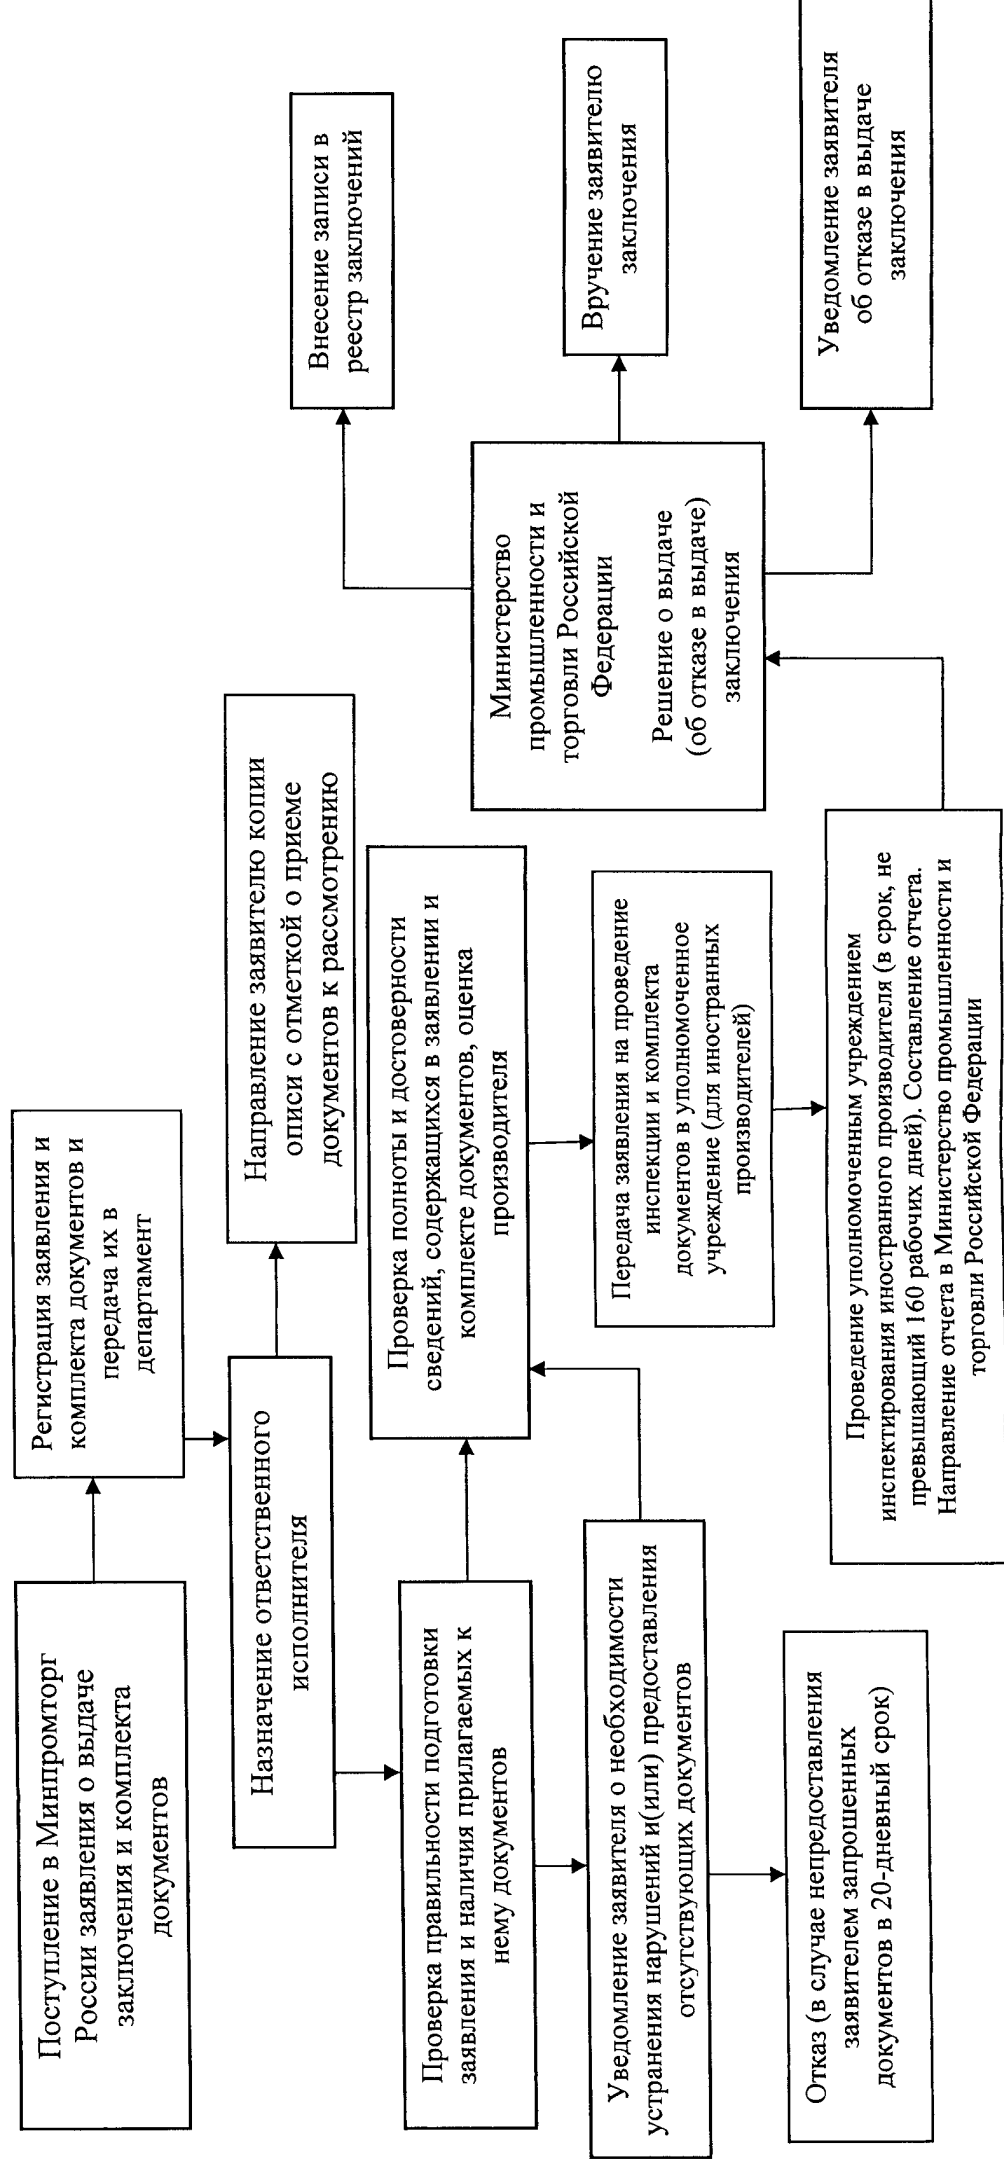 Поступление в Минпромторг
России заявления о выдаче
заключения и комплекта
документов
Регистрация заявления и
комплекта документов и
передача их в
департамент
Назначение ответственного
исполнителя
Направление заявителю копии
описи с отметкой о приеме
документов к рассмотрению
Проверка правильности подготовки
заявления и наличия прилагаемых к
нему документов
Проверка полноты и достоверности
сведений, содержащихся в заявлении и
комплекте документов, оценка
производителя
Уведомление заявителя о необходимости
устранения нарушений и(или) предоставления
отсутствующих документов
Отказ (в случае непредоставления
заявителем запрошенных
документов в 20-дневный срок)
Передача заявления на проведение
инспекции и комплекта
документов в уполномоченное
учреждение (для иностранных
производителей)
Проведение уполномоченным учреждением
инспектирования иностранного производителя (в срок, не
превышающий 160 рабочих дней). Составление отчета.
Направление отчета в Министерство промышленности и
торговли Российской Федерации
Министерство
промышленности и
торговли Российской
Федерации
Решение о выдаче
(об отказе в выдаче)
заключения
Внесение записи в
реестр заключений
Вручение заявителю
заключения
Уведомление заявителя
об отказе в выдаче
заключения